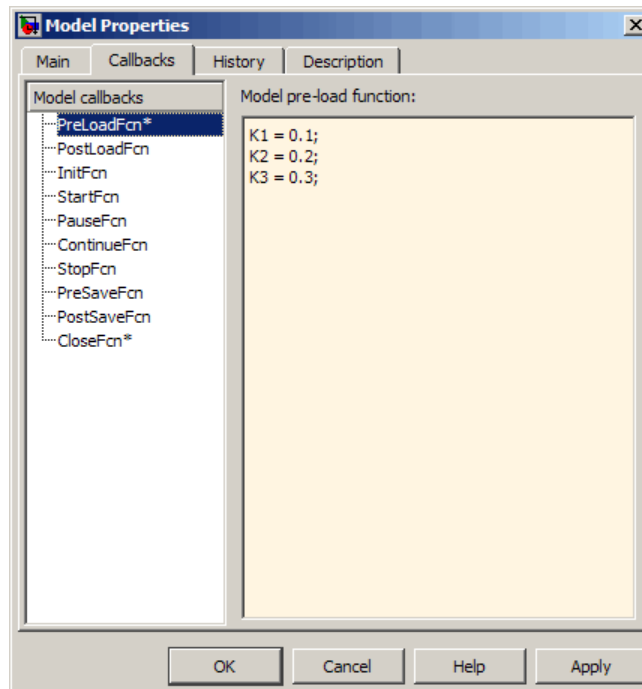 Model Properties
Main Callbacks History Description
Model callbacks
PreLoadFcn*
PostLoadFcn
InitFcn
StartFcn
PauseFcn
ContinueFcn
StopFcn
PreSaveFcn
PostSaveFcn
CloseFcn*
Model pre-load function:
K1 = 0.1;
K2 = 0.2;
K3 = 0.3;
OK Cancel Help Apply